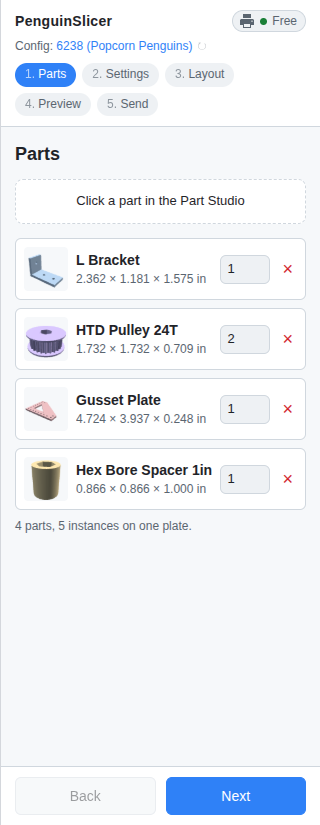 PenguinSlicer
Free
Config: 6238 (Popcorn Penguins)
1. Parts
2. Settings
3. Layout
4. Preview
5. Send
Parts
Click a part in the Part Studio
L Bracket
2.362 × 1.181 × 1.575 in
1
×
HTD Pulley 24T
1.732 × 1.732 × 0.709 in
2
×
Gusset Plate
4.724 × 3.937 × 0.248 in
1
×
Hex Bore Spacer 1in
0.866 × 0.866 × 1.000 in
1
×
4 parts, 5 instances on one plate.
Back
Next